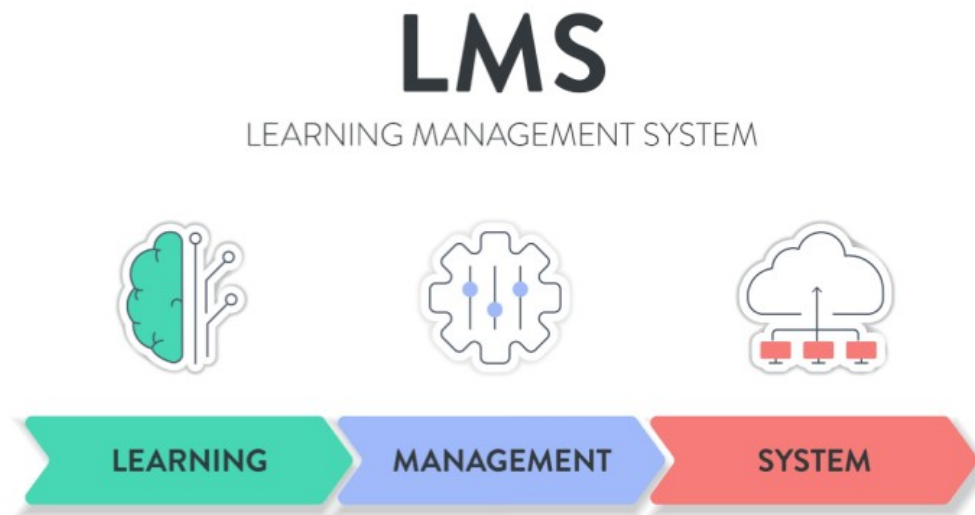 LMS
LEARNING MANAGEMENT SYSTEM
LEARNING
MANAGEMENT
SYSTEM